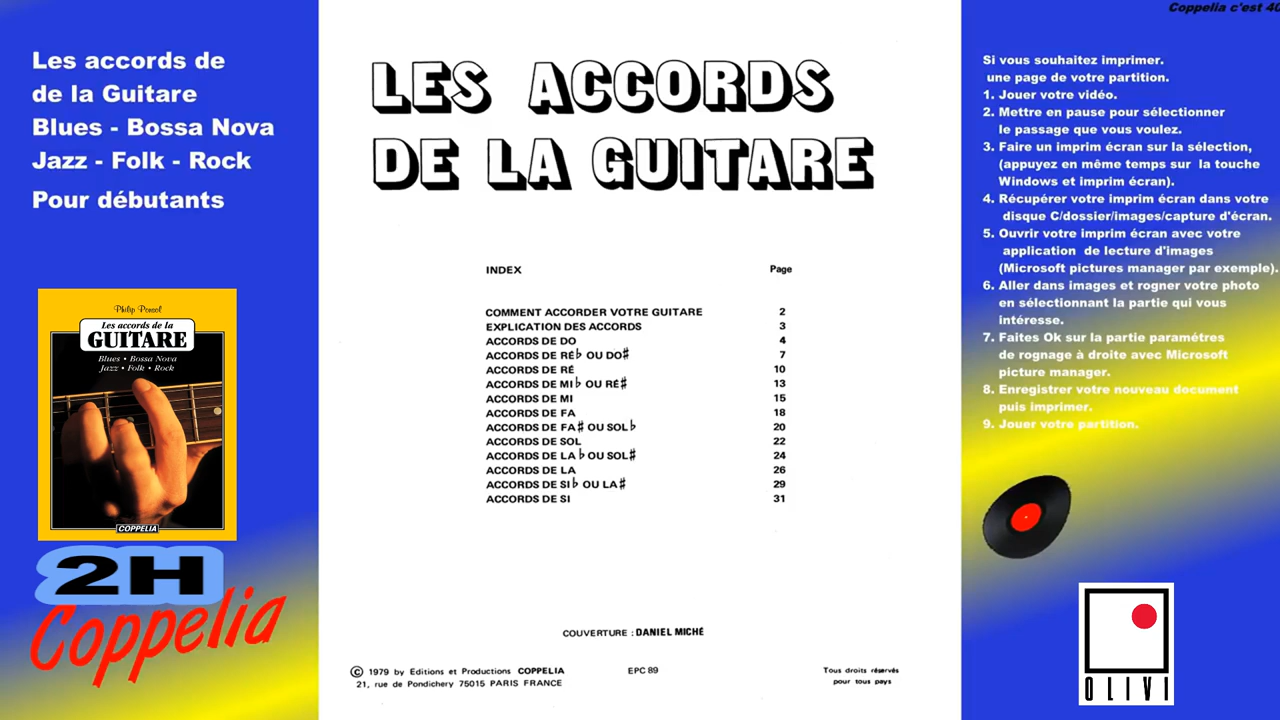 Coppelia c'est 40
Les accords de
de la Guitare
Blues - Bossa Nova
Jazz - Folk - Rock
Pour débutants
Philip Ponsol
Les accords de la
GUITARE
Blues • Bossa Nova
Jazz • Folk • Rock
COPPELIA
2H
Coppelia
LES ACCORDS
DE LA GUITARE
INDEX Page
COMMENT ACCORDER VOTRE GUITARE 2
EXPLICATION DES ACCORDS 3
ACCORDS DE DO 4
ACCORDS DE RÉ♭ OU DO♯ 7
ACCORDS DE RÉ 10
ACCORDS DE MI♭ OU RÉ♯ 13
ACCORDS DE MI 15
ACCORDS DE FA 18
ACCORDS DE FA♯ OU SOL♭ 20
ACCORDS DE SOL 22
ACCORDS DE LA♭ OU SOL♯ 24
ACCORDS DE LA 26
ACCORDS DE SI♭ OU LA♯ 29
ACCORDS DE SI 31
COUVERTURE : DANIEL MICHÉ
© 1979 by Editions et Productions COPPELIA
21, rue de Pondichery 75015 PARIS FRANCE
EPC 89
Tous droits réservés
pour tous pays
Si vous souhaitez imprimer.
une page de votre partition.
1. Jouer votre vidéo.
2. Mettre en pause pour sélectionner
le passage que vous voulez.
3. Faire un imprim écran sur la sélection,
(appuyez en même temps sur la touche
Windows et imprim écran).
4. Récupérer votre imprim écran dans votre
disque C/dossier/images/capture d'écran.
5. Ouvrir votre imprim écran avec votre
application de lecture d'images
(Microsoft pictures manager par exemple).
6. Aller dans images et rogner votre photo
en sélectionnant la partie qui vous
intéresse.
7. Faites Ok sur la partie paramétres
de rognage à droite avec Microsoft
picture manager.
8. Enregistrer votre nouveau document
puis imprimer.
9. Jouer votre partition.
OLIVI